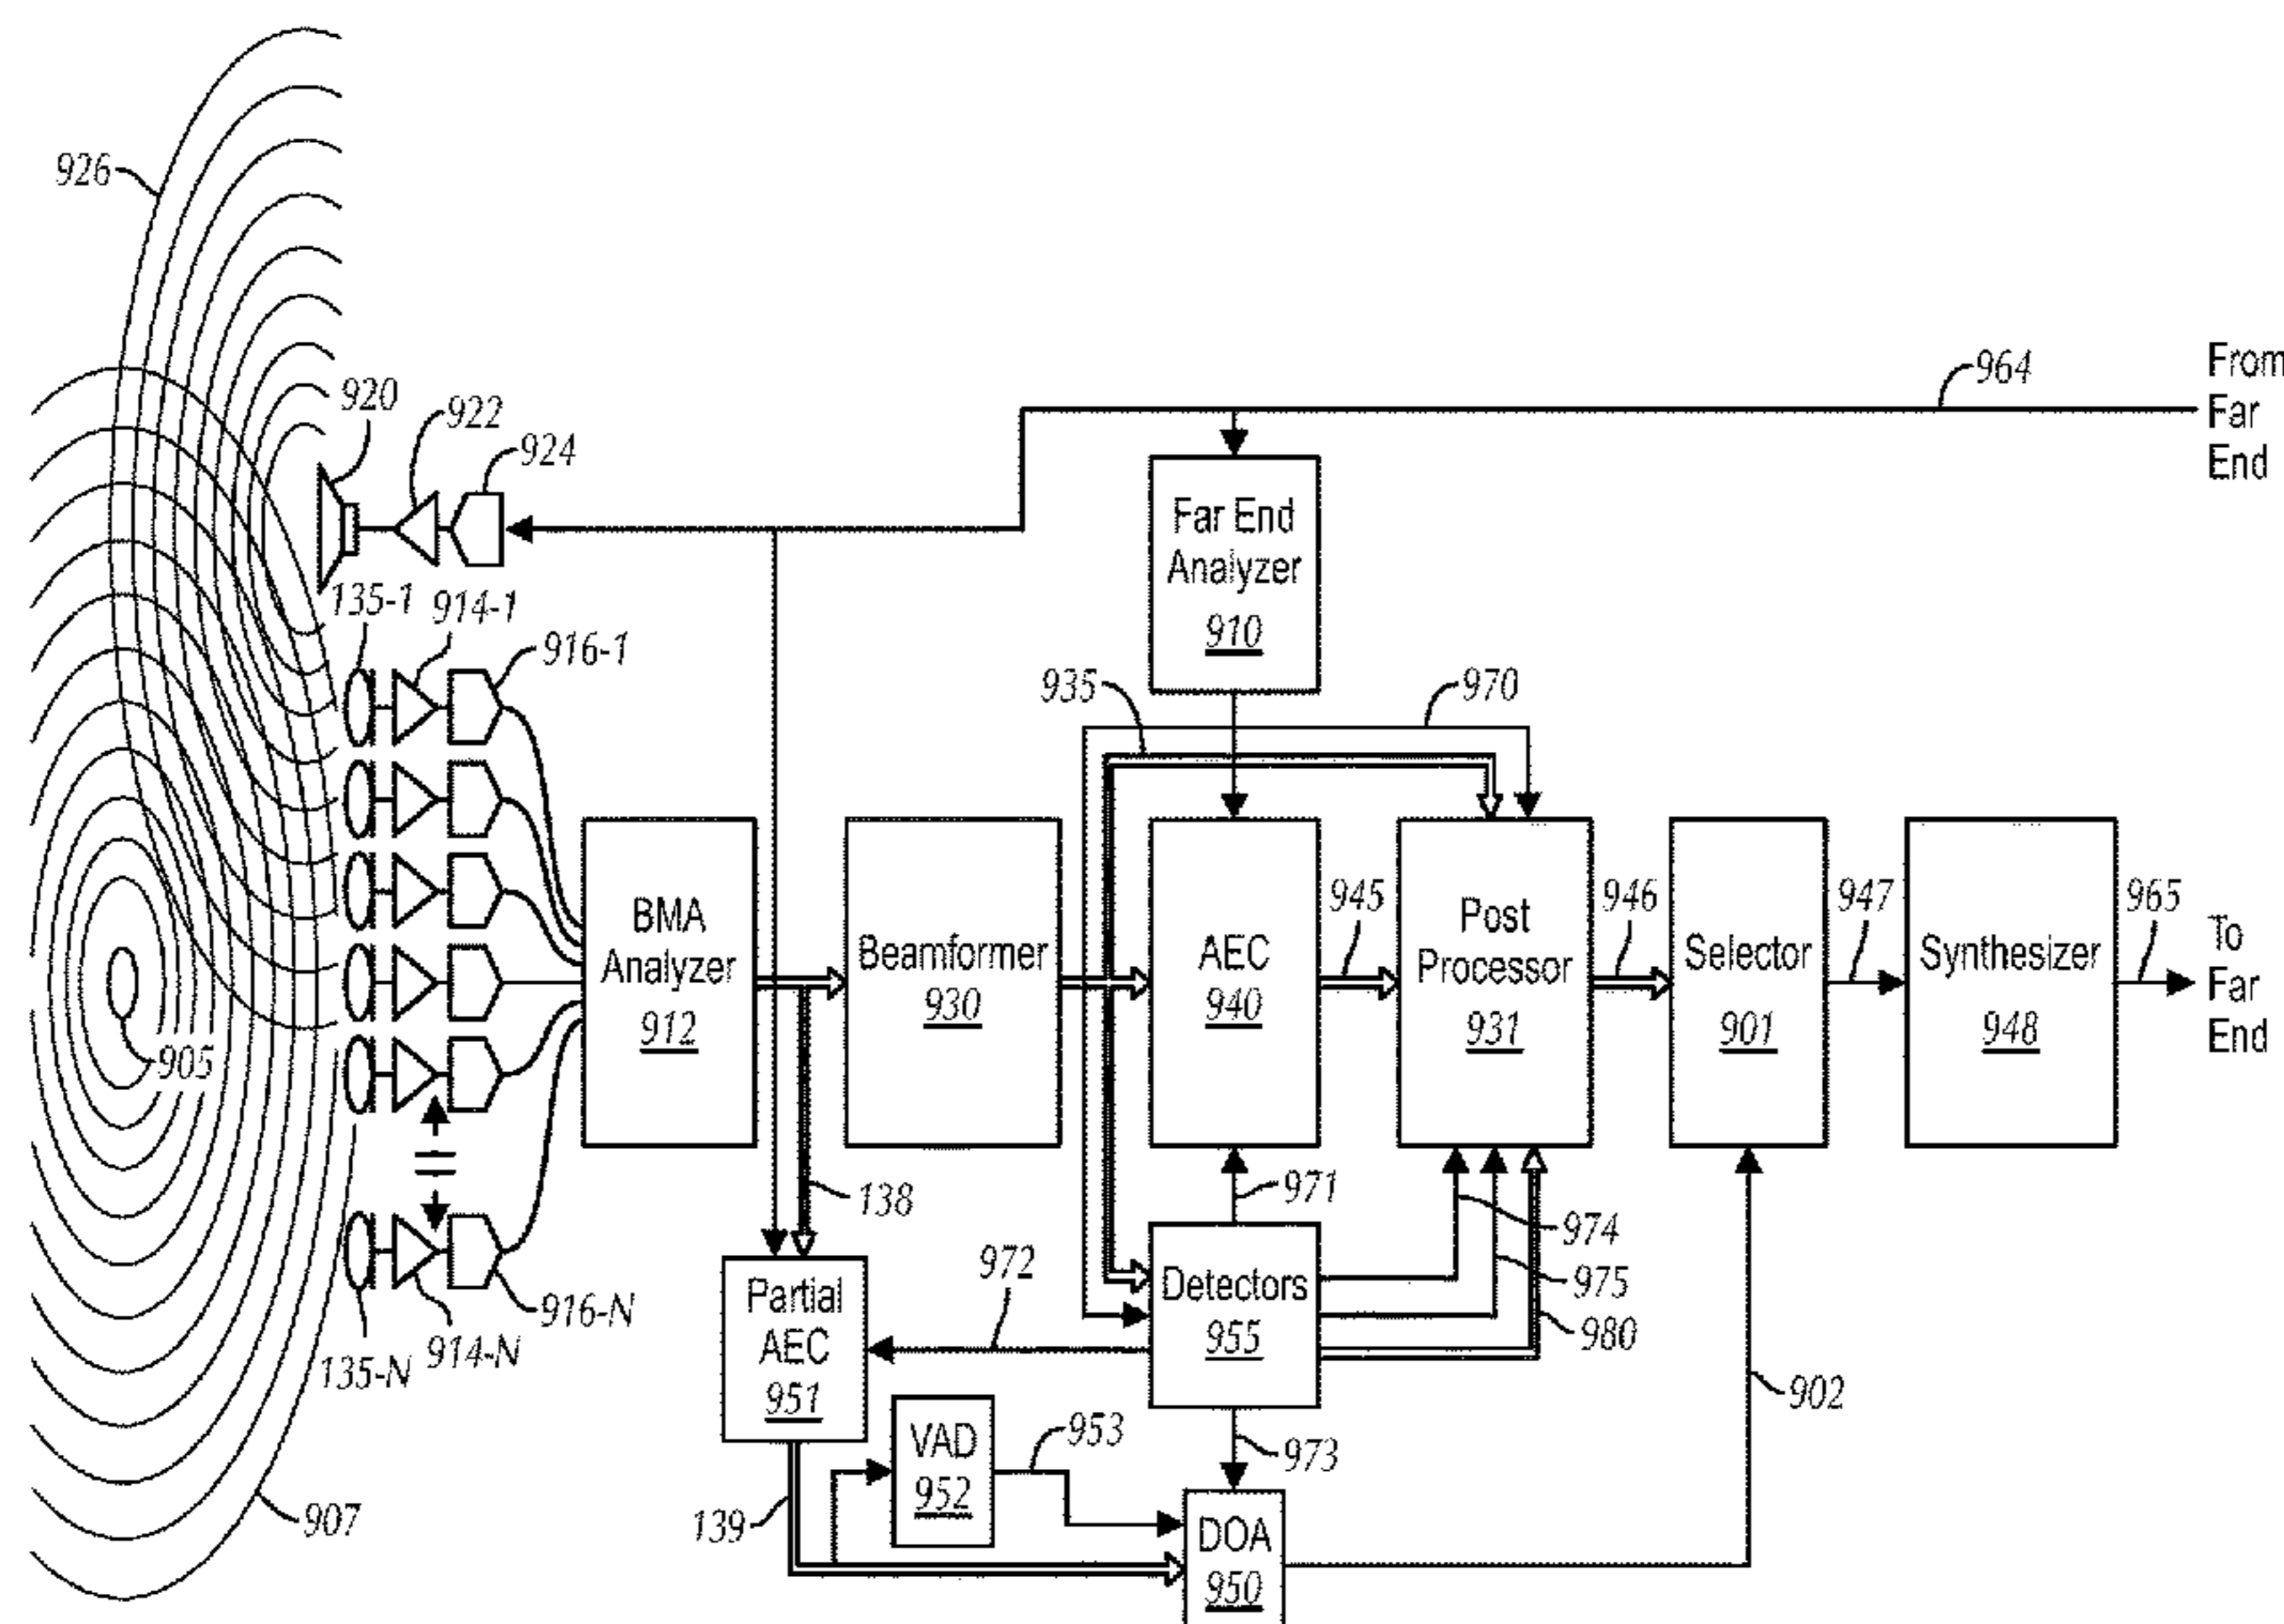 926
920
922
924
964
From
Far
End
Far End
Analyzer
910
135-1
914-1
916-1
935
970
BMA
Analyzer
912
Beamformer
930
AEC
940
945
Post
Processor
931
946
Selector
901
947
Synthesizer
948
965
To
Far
End
905
138
971
974
975
980
972
Detectors
955
Partial
AEC
951
916-N
914-N
135-N
902
VAD
952
953
973
139
DOA
950
907